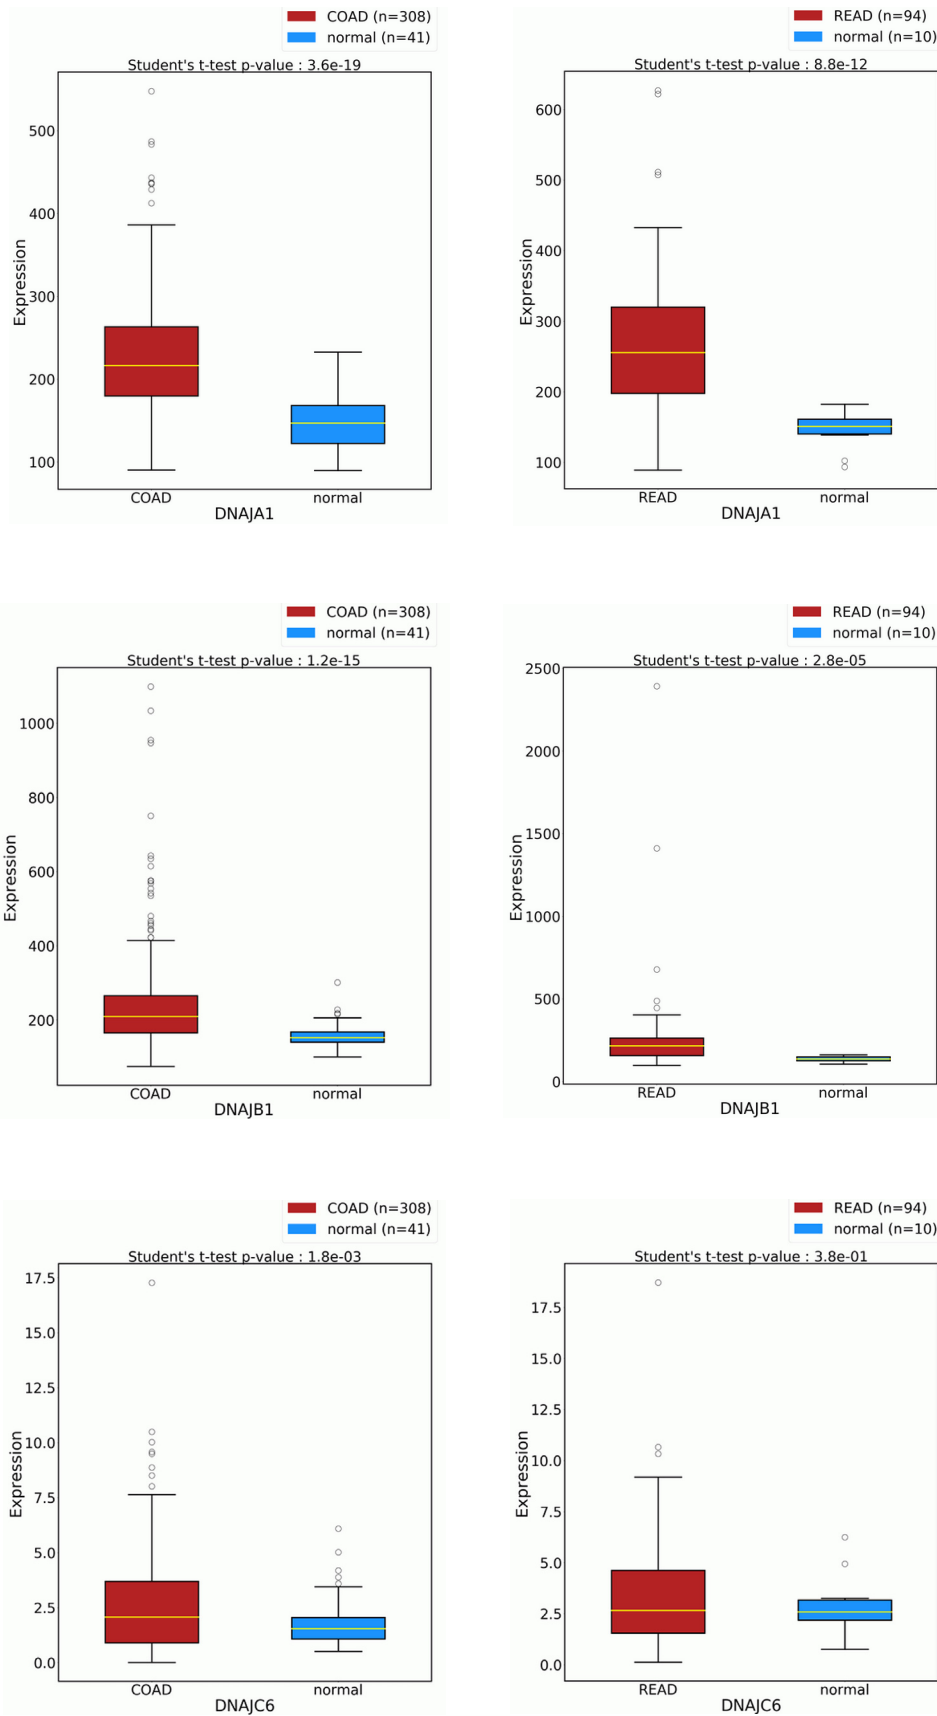 COAD (n=308)
normal (n=41)
Student's t-test p-value : 3.6e-19
500
400
300
200
100
Expression
COAD
normal
DNAJA1
READ (n=94)
normal (n=10)
Student's t-test p-value : 8.8e-12
600
500
400
300
200
100
Expression
READ
normal
DNAJA1
COAD (n=308)
normal (n=41)
Student's t-test p-value : 1.2e-15
1000
800
600
400
200
Expression
COAD
normal
DNAJB1
READ (n=94)
normal (n=10)
Student's t-test p-value : 2.8e-05
2500
2000
1500
1000
500
0
Expression
READ
normal
DNAJB1
COAD (n=308)
normal (n=41)
Student's t-test p-value : 1.8e-03
17.5
15.0
12.5
10.0
7.5
5.0
2.5
0.0
Expression
COAD
normal
DNAJC6
READ (n=94)
normal (n=10)
Student's t-test p-value : 3.8e-01
17.5
15.0
12.5
10.0
7.5
5.0
2.5
0.0
Expression
READ
normal
DNAJC6